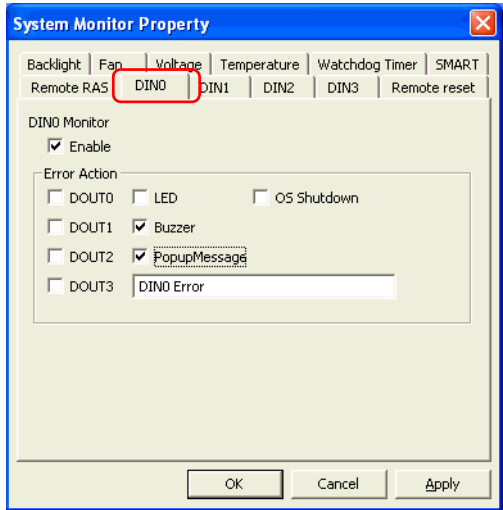 System Monitor Property
Backlight Fan Voltage Temperature Watchdog Timer SMART
Remote RAS DIN0 DIN1 DIN2 DIN3 Remote reset
DIN0 Monitor
Enable
Error Action
DOUT0 LED OS Shutdown
DOUT1 Buzzer
DOUT2 PopupMessage
DOUT3 DIN0 Error
OK Cancel Apply